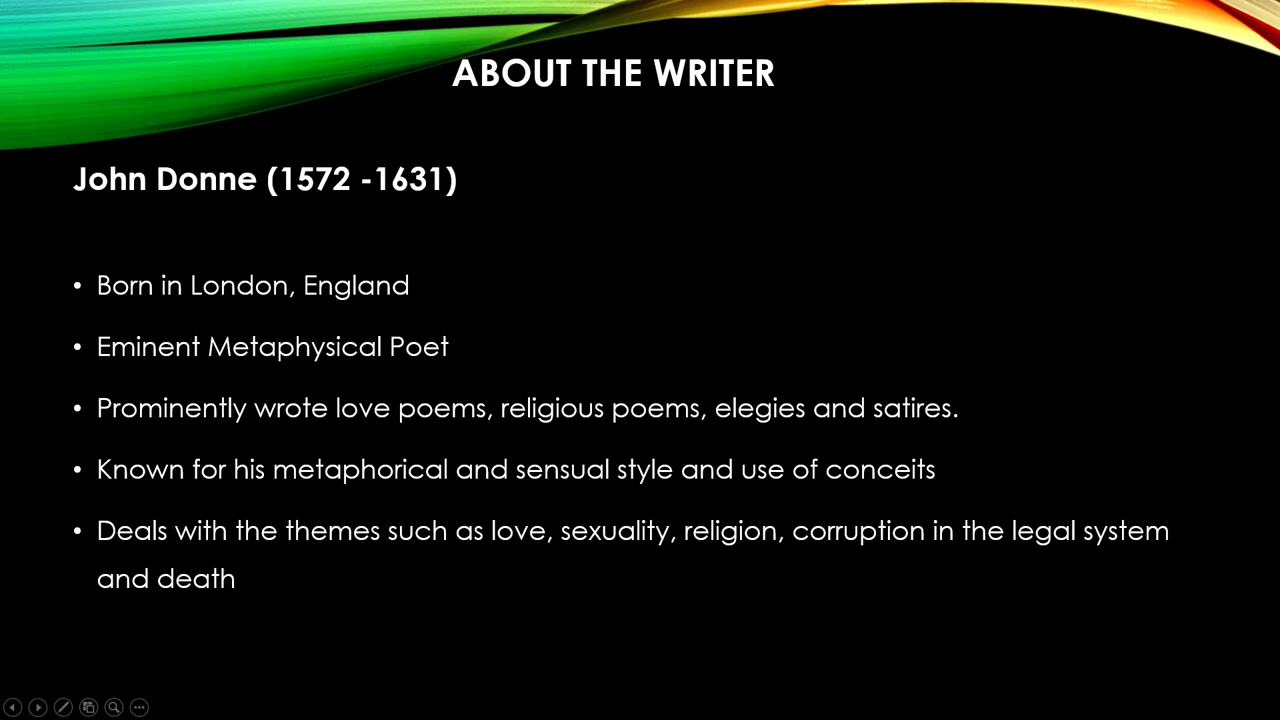 ABOUT THE WRITER
John Donne (1572 -1631)
• Born in London, England
• Eminent Metaphysical Poet
• Prominently wrote love poems, religious poems, elegies and satires.
• Known for his metaphorical and sensual style and use of conceits
• Deals with the themes such as love, sexuality, religion, corruption in the legal system
and death